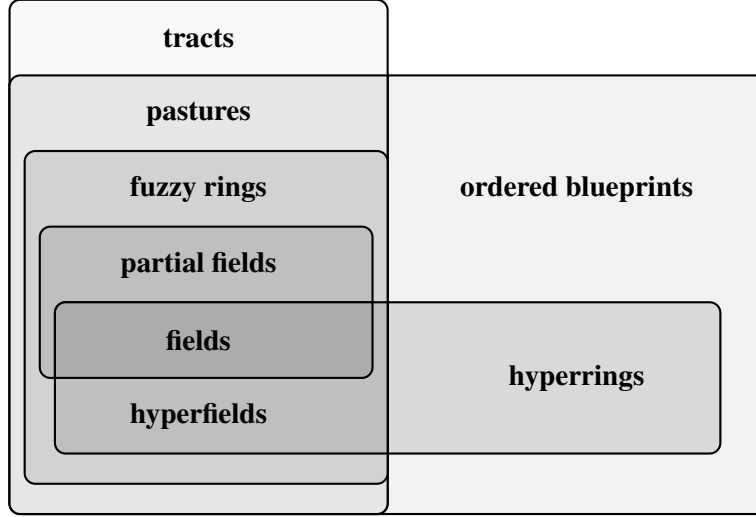 tracts
pastures
fuzzy rings
ordered blueprints
partial fields
fields
hyperrings
hyperfields